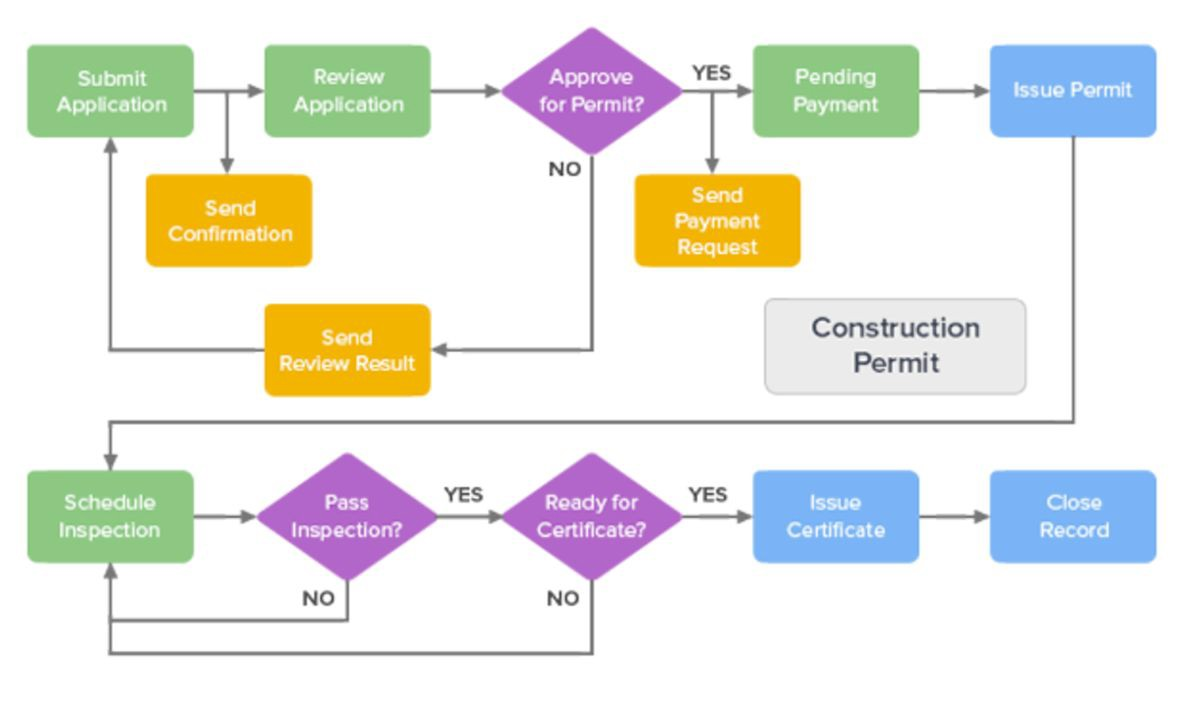 Submit
Application
Review
Application
Approve
for Permit?
YES
Pending
Payment
Issue Permit
NO
Send
Confirmation
Send
Payment
Request
Send
Review Result
Construction
Permit
Schedule
Inspection
Pass
Inspection?
YES
Ready for
Certificate?
YES
Issue
Certificate
Close
Record
NO
NO